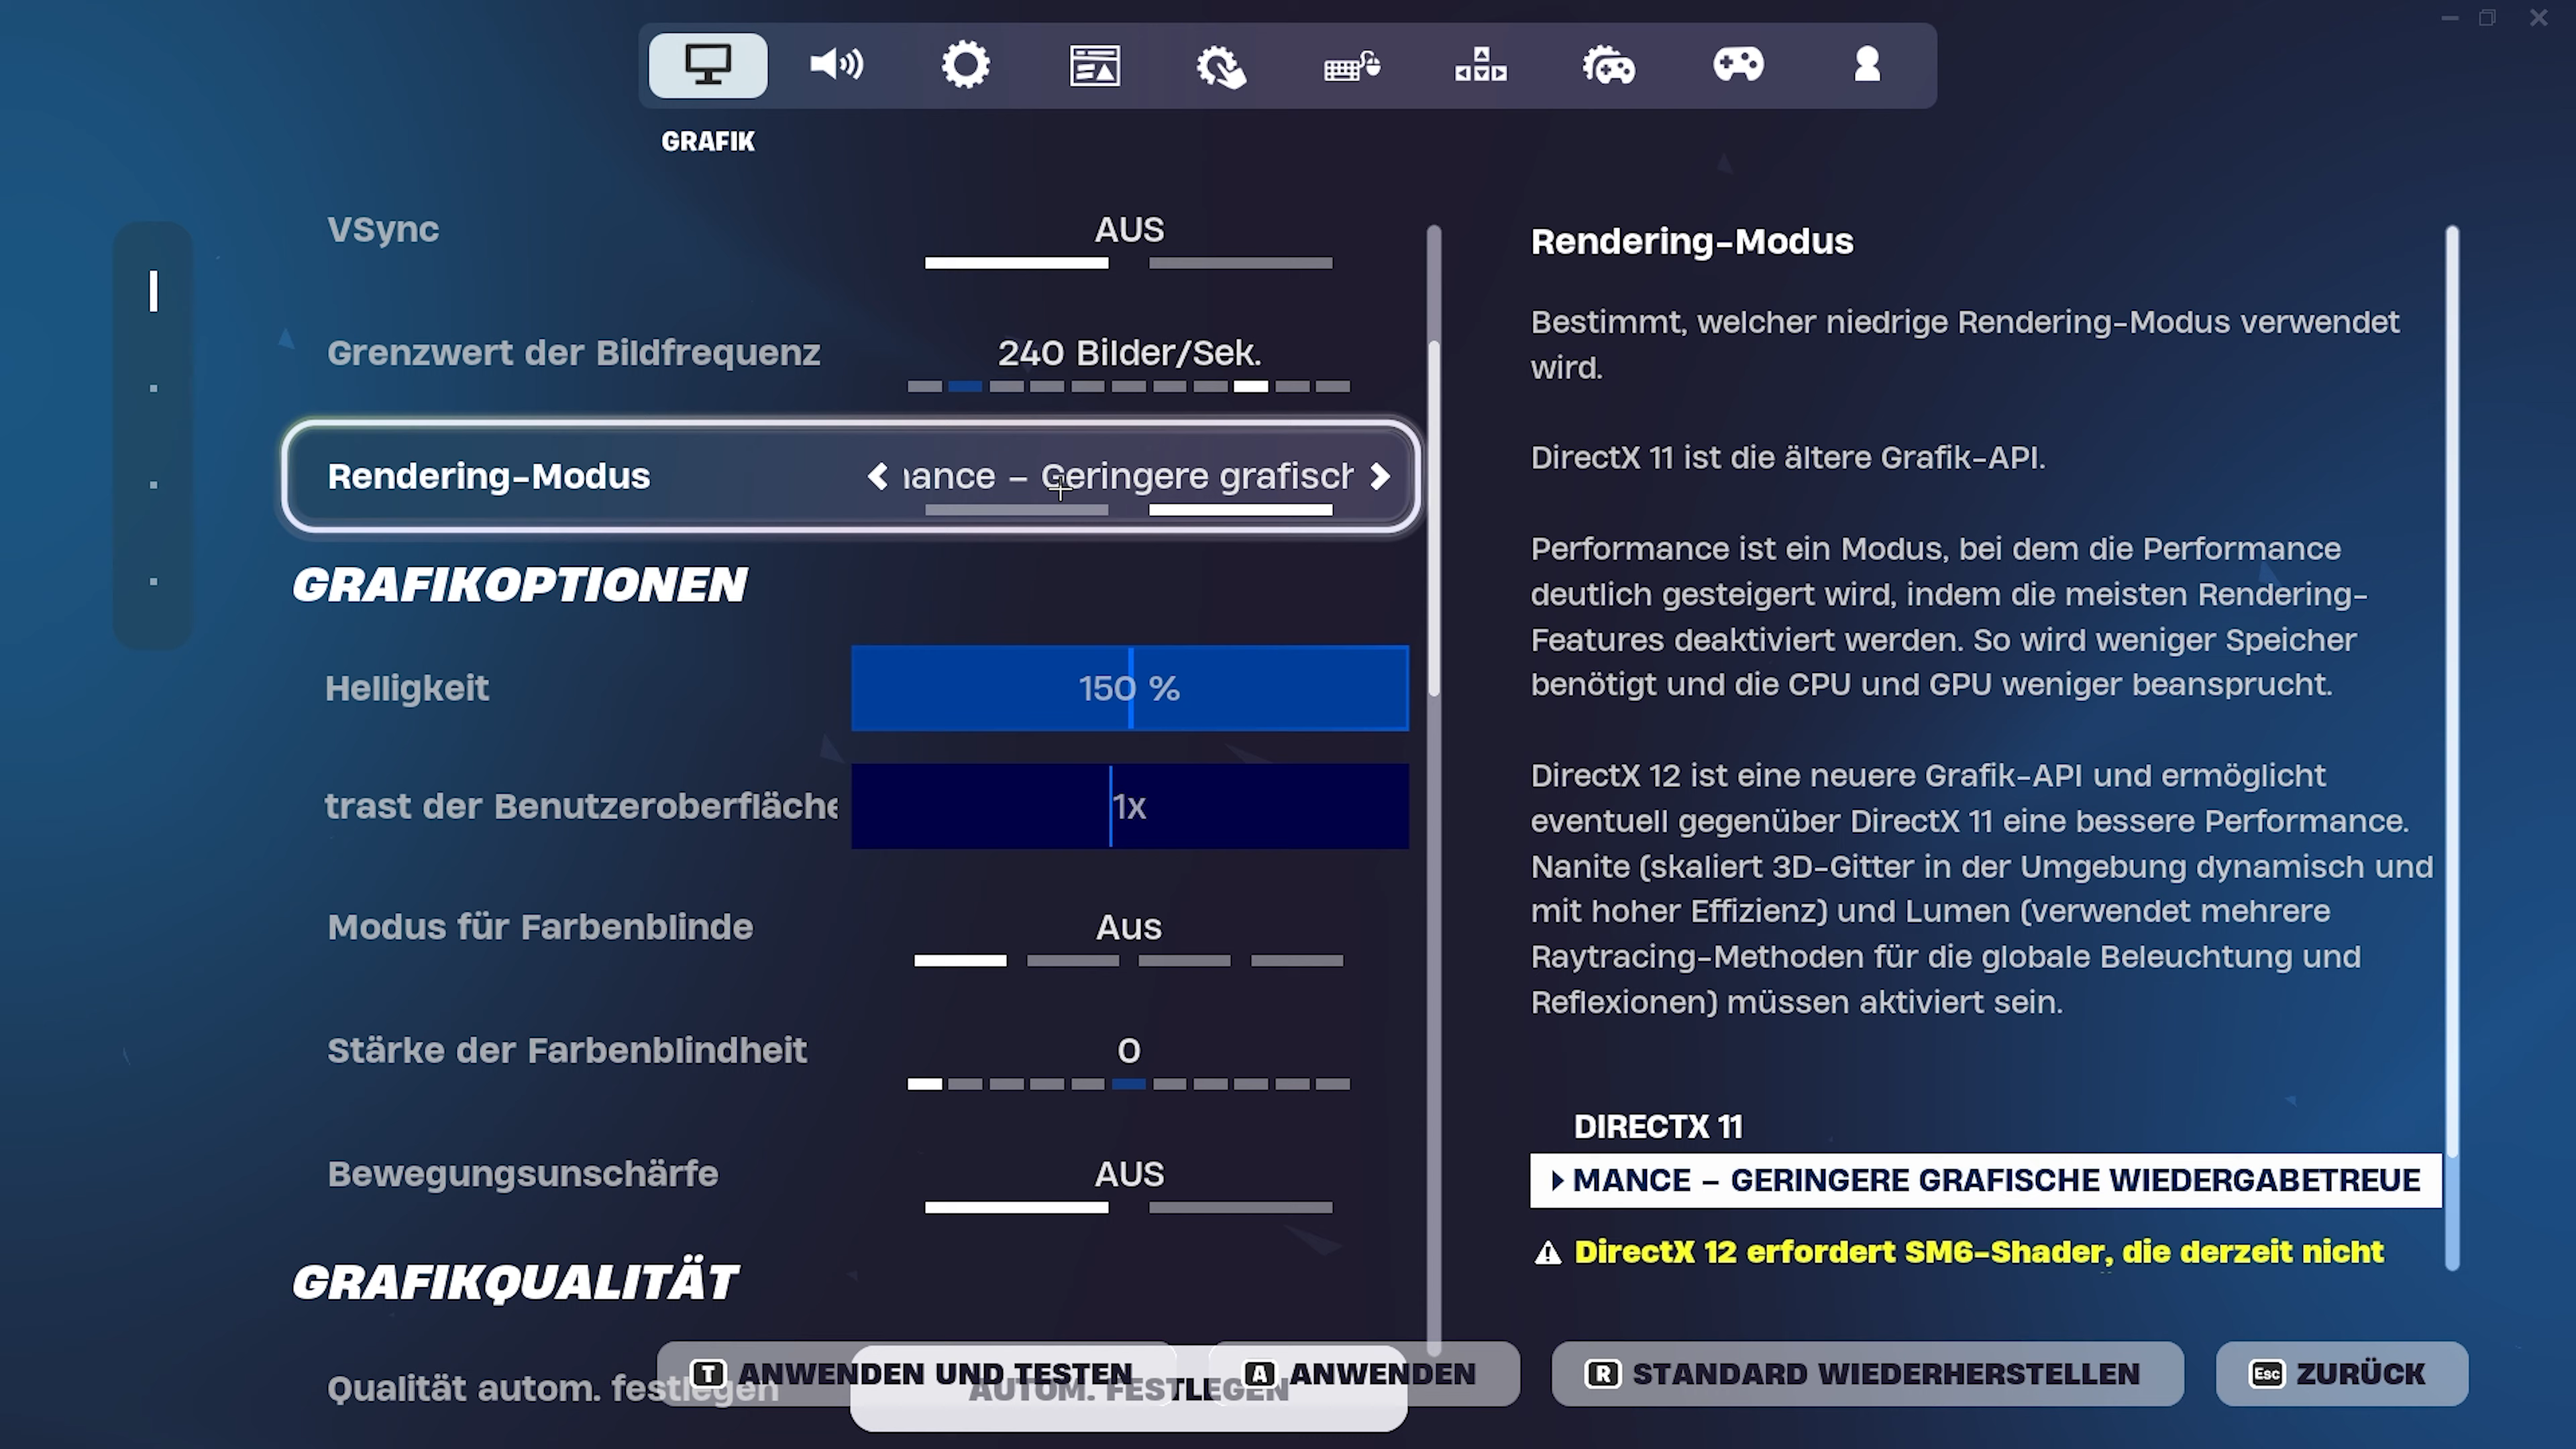 GRAFIK
VSync
AUS
Grenzwert der Bildfrequenz
240 Bilder/Sek.
Rendering-Modus
ance – Geringere grafisch
GRAFIKOPTIONEN
Helligkeit
150 %
trast der Benutzeroberfläche
1x
Modus für Farbenblinde
Aus
Stärke der Farbenblindheit
0
Bewegungsunschärfe
AUS
GRAFIKQUALITÄT
Qualität autom. festlegen
AUTOM. FESTLEGEN
Rendering-Modus
Bestimmt, welcher niedrige Rendering-Modus verwendet
wird.
DirectX 11 ist die ältere Grafik-API.
Performance ist ein Modus, bei dem die Performance
deutlich gesteigert wird, indem die meisten Rendering-
Features deaktiviert werden. So wird weniger Speicher
benötigt und die CPU und GPU weniger beansprucht.
DirectX 12 ist eine neuere Grafik-API und ermöglicht
eventuell gegenüber DirectX 11 eine bessere Performance.
Nanite (skaliert 3D-Gitter in der Umgebung dynamisch und
mit hoher Effizienz) und Lumen (verwendet mehrere
Raytracing-Methoden für die globale Beleuchtung und
Reflexionen) müssen aktiviert sein.
DIRECTX 11
MANCE – GERINGERE GRAFISCHE WIEDERGABETREUE
DirectX 12 erfordert SM6-Shader, die derzeit nicht
T ANWENDEN UND TESTEN
A ANWENDEN
R STANDARD WIEDERHERSTELLEN
Esc ZURÜCK